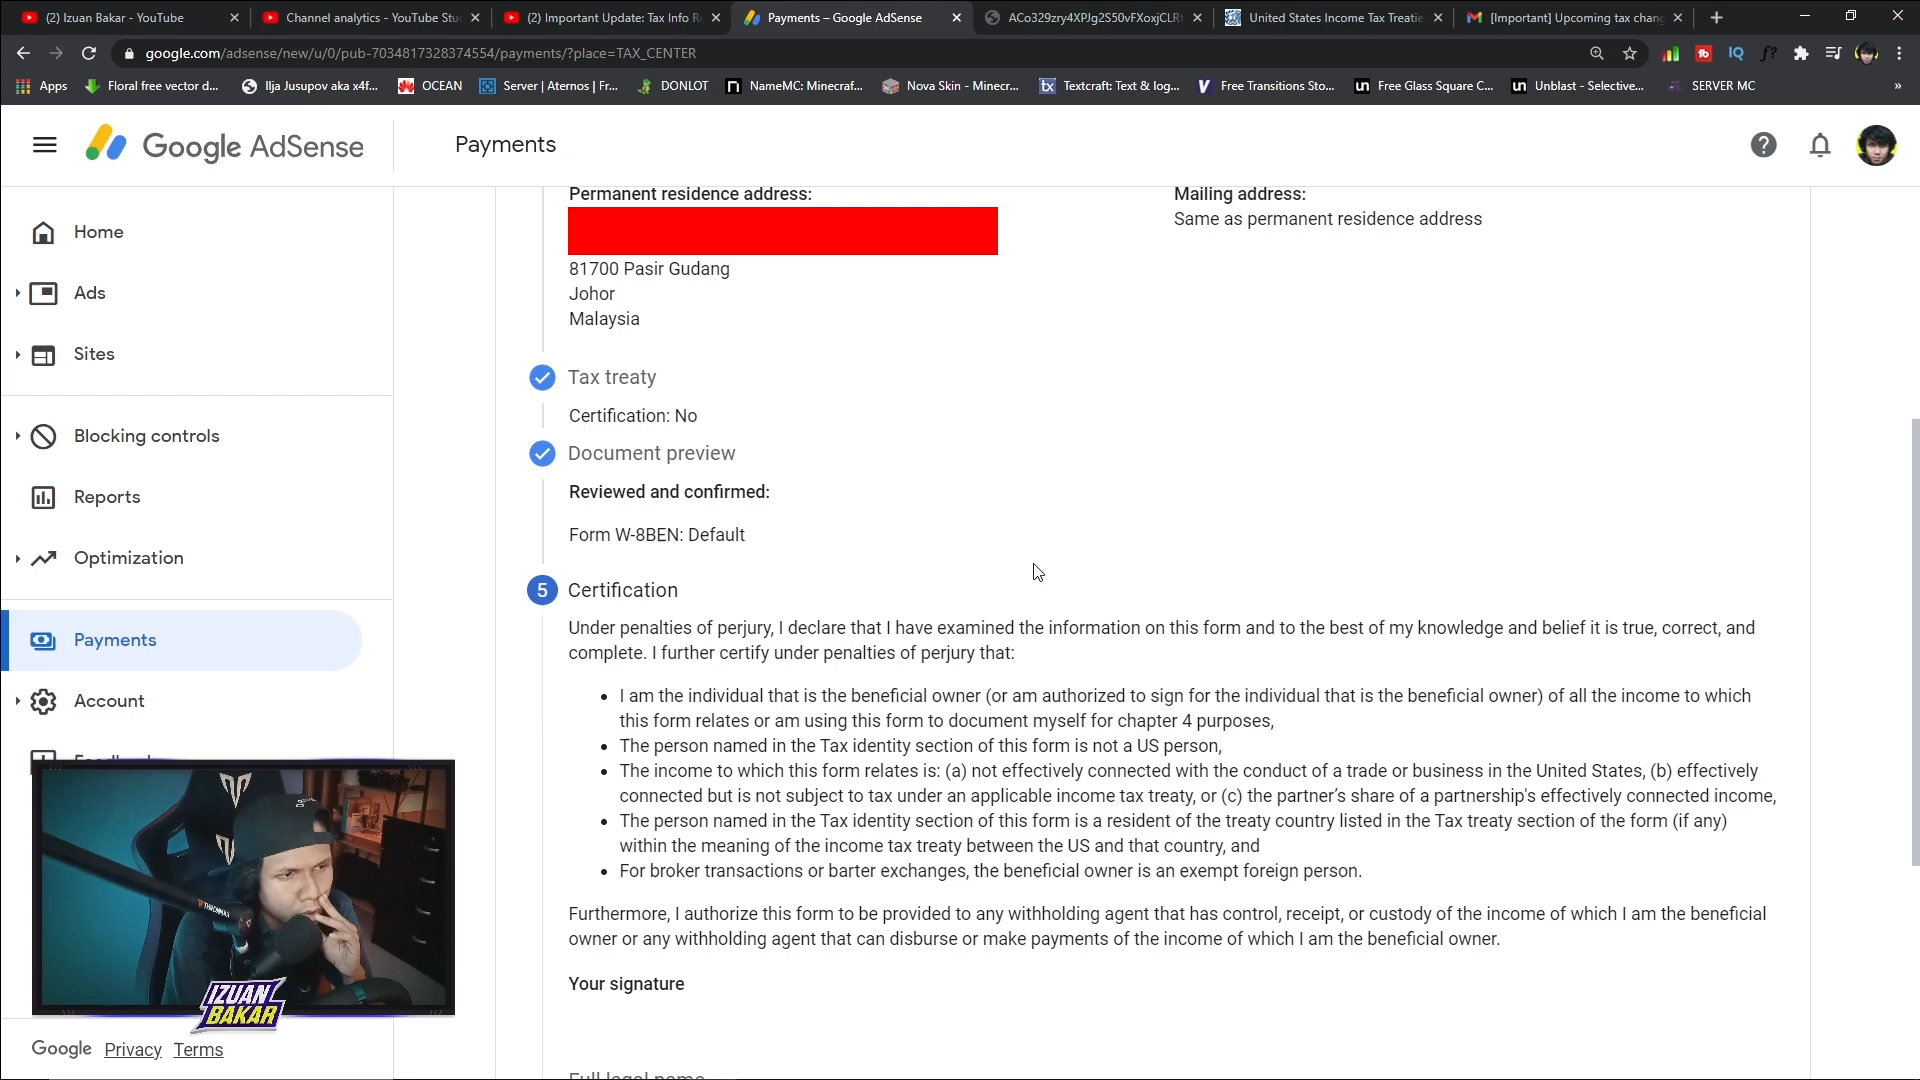 (2) Izuan Bakar - YouTube
Channel analytics - YouTube Stu
(2) Important Update: Tax Info R
Payments – Google AdSense
ACo329zry4XPJg2S50vFXoxjCLR
United States Income Tax Treatie
[Important] Upcoming tax chang
google.com/adsense/new/u/0/pub-7034817328374554/payments/?place=TAX_CENTER
Apps
Floral free vector d...
Ilja Jusupov aka x4f...
OCEAN
Server | Aternos | Fr...
DONLOT
NameMC: Minecraf...
Nova Skin - Minecr...
Textcraft: Text & log...
Free Transitions Sto...
Free Glass Square C...
Unblast - Selective...
SERVER MC
Google AdSense
Payments
Home
Ads
Sites
Blocking controls
Reports
Optimization
Payments
Account
Permanent residence address:
81700 Pasir Gudang
Johor
Malaysia
Mailing address:
Same as permanent residence address
Tax treaty
Certification: No
Document preview
Reviewed and confirmed:
Form W-8BEN: Default
5 Certification
Under penalties of perjury, I declare that I have examined the information on this form and to the best of my knowledge and belief it is true, correct, and
complete. I further certify under penalties of perjury that:
• I am the individual that is the beneficial owner (or am authorized to sign for the individual that is the beneficial owner) of all the income to which
this form relates or am using this form to document myself for chapter 4 purposes,
• The person named in the Tax identity section of this form is not a US person,
• The income to which this form relates is: (a) not effectively connected with the conduct of a trade or business in the United States, (b) effectively
connected but is not subject to tax under an applicable income tax treaty, or (c) the partner’s share of a partnership's effectively connected income,
• The person named in the Tax identity section of this form is a resident of the treaty country listed in the Tax treaty section of the form (if any)
within the meaning of the income tax treaty between the US and that country, and
• For broker transactions or barter exchanges, the beneficial owner is an exempt foreign person.
Furthermore, I authorize this form to be provided to any withholding agent that has control, receipt, or custody of the income of which I am the beneficial
owner or any withholding agent that can disburse or make payments of the income of which I am the beneficial owner.
Your signature
Full legal name
THRONMAX
IZUAN
BAKAR
Google Privacy Terms